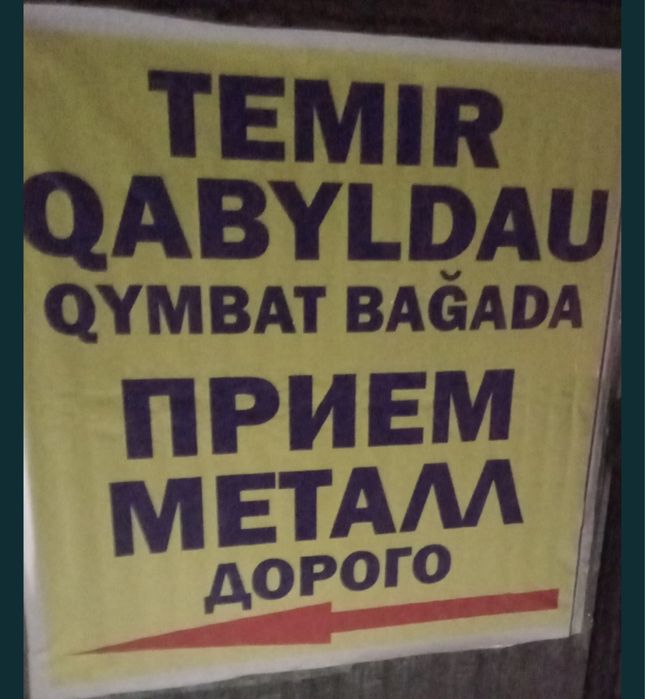 TEMIR
QABYLDAU
QYMBAT BAĞADA
ПРИЕМ
МЕТАЛЛ
ДОРОГО